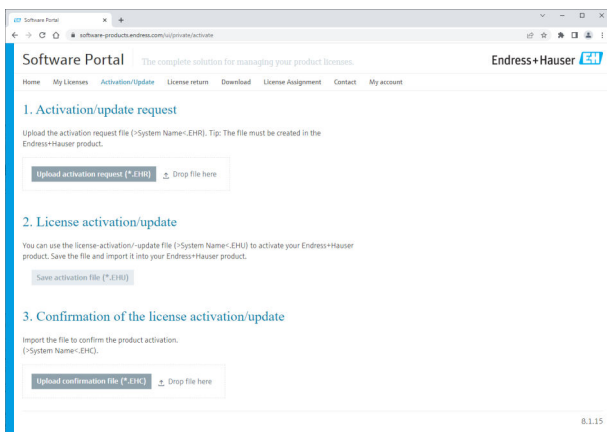 Software Portal
software-products.endress.com/ui/private/activate
Software Portal The complete solution for managing your product licenses. Endress+Hauser EH
Home My Licenses Activation/Update License return Download License Assignment Contact My account
1. Activation/update request
Upload the activation request file (>System Name<.EHR). Tip: The file must be created in the
Endress+Hauser product.
Upload activation request (*.EHR) Drop file here
2. License activation/update
You can use the license-activation/-update file (>System Name<.EHU) to activate your Endress+Hauser
product. Save the file and import it into your Endress+Hauser product.
Save activation file (*.EHU)
3. Confirmation of the license activation/update
Import the file to confirm the product activation.
(>System Name<.EHC).
Upload confirmation file (*.EHC) Drop file here
8.1.15